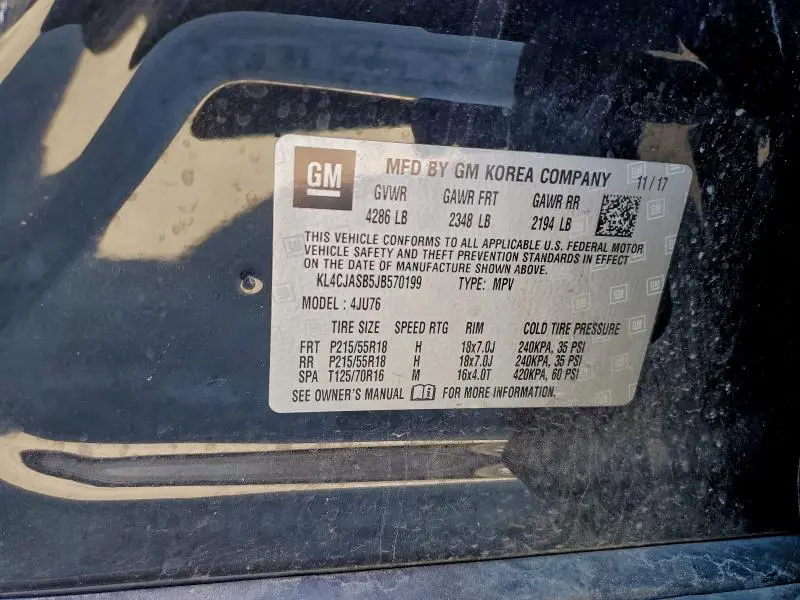 GM MFD BY GM KOREA COMPANY 11/17
GVWR GAWR FRT GAWR RR
4286 LB 2348 LB 2194 LB
THIS VEHICLE CONFORMS TO ALL APPLICABLE U.S. FEDERAL MOTOR
VEHICLE SAFETY AND THEFT PREVENTION STANDARDS IN EFFECT
ON THE DATE OF MANUFACTURE SHOWN ABOVE.
KL4CJASB5JB570199 TYPE: MPV
MODEL : 4JU76
TIRE SIZE SPEED RTG RIM COLD TIRE PRESSURE
FRT P215/55R18 H 18x7.0J 240KPA, 35 PSI
RR P215/55R18 H 18x7.0J 240KPA, 35 PSI
SPA T125/70R16 M 16x4.0T 420KPA, 60 PSI
SEE OWNER'S MANUAL FOR MORE INFORMATION.